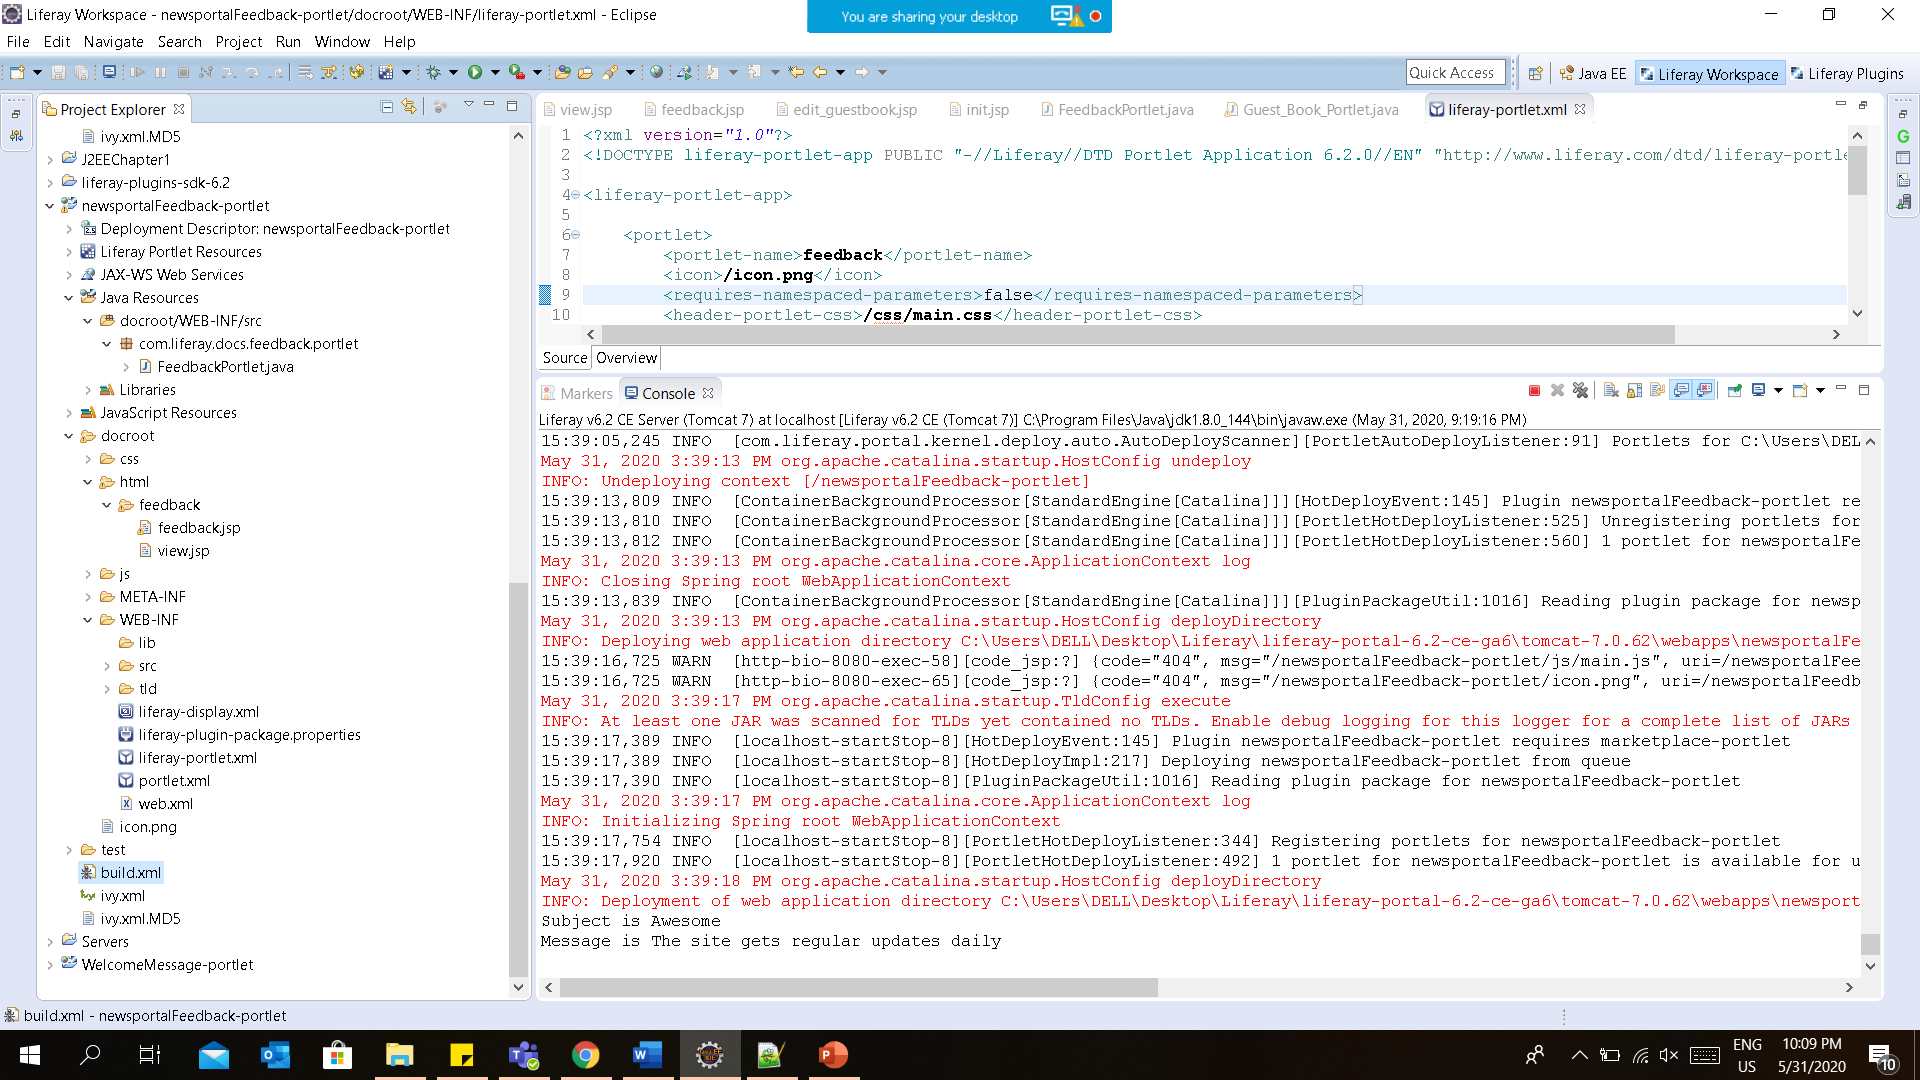 Liferay Workspace - newsportalFeedback-portlet/docroot/WEB-INF/liferay-portlet.xml - Eclipse
You are sharing your desktop
File Edit Navigate Search Project Run Window Help
Quick Access
Java EE
Liferay Workspace
Liferay Plugins
Project Explorer
ivy.xml.MD5
J2EEChapter1
liferay-plugins-sdk-6.2
newsportalFeedback-portlet
Deployment Descriptor: newsportalFeedback-portlet
Liferay Portlet Resources
JAX-WS Web Services
Java Resources
docroot/WEB-INF/src
com.liferay.docs.feedback.portlet
FeedbackPortlet.java
Libraries
JavaScript Resources
docroot
css
html
feedback
feedback.jsp
view.jsp
js
META-INF
WEB-INF
lib
src
tld
liferay-display.xml
liferay-plugin-package.properties
liferay-portlet.xml
portlet.xml
web.xml
icon.png
test
build.xml
ivy.xml
ivy.xml.MD5
Servers
WelcomeMessage-portlet
view.jsp feedback.jsp edit_guestbook.jsp init.jsp FeedbackPortlet.java Guest_Book_Portlet.java liferay-portlet.xml
1 <?xml version="1.0"?>
2 <!DOCTYPE liferay-portlet-app PUBLIC "-//Liferay//DTD Portlet Application 6.2.0//EN" "http://www.liferay.com/dtd/liferay-portle
3
4 <liferay-portlet-app>
5
6 <portlet>
7 <portlet-name>feedback</portlet-name>
8 <icon>/icon.png</icon>
9 <requires-namespaced-parameters>false</requires-namespaced-parameters>
10 <header-portlet-css>/css/main.css</header-portlet-css>
Source Overview
Markers Console
Liferay v6.2 CE Server (Tomcat 7) at localhost [Liferay v6.2 CE (Tomcat 7)] C:\Program Files\Java\jdk1.8.0_144\bin\javaw.exe (May 31, 2020, 9:19:16 PM)
15:39:05,245 INFO [com.liferay.portal.kernel.deploy.auto.AutoDeployScanner][PortletAutoDeployListener:91] Portlets for C:\Users\DEL
May 31, 2020 3:39:13 PM org.apache.catalina.startup.HostConfig undeploy
INFO: Undeploying context [/newsportalFeedback-portlet]
15:39:13,809 INFO [ContainerBackgroundProcessor[StandardEngine[Catalina]]][HotDeployEvent:145] Plugin newsportalFeedback-portlet re
15:39:13,810 INFO [ContainerBackgroundProcessor[StandardEngine[Catalina]]][PortletHotDeployListener:525] Unregistering portlets for
15:39:13,812 INFO [ContainerBackgroundProcessor[StandardEngine[Catalina]]][PortletHotDeployListener:560] 1 portlet for newsportalFe
May 31, 2020 3:39:13 PM org.apache.catalina.core.ApplicationContext log
INFO: Closing Spring root WebApplicationContext
15:39:13,839 INFO [ContainerBackgroundProcessor[StandardEngine[Catalina]]][PluginPackageUtil:1016] Reading plugin package for newsp
May 31, 2020 3:39:13 PM org.apache.catalina.startup.HostConfig deployDirectory
INFO: Deploying web application directory C:\Users\DELL\Desktop\Liferay\liferay-portal-6.2-ce-ga6\tomcat-7.0.62\webapps\newsportalFe
15:39:16,725 WARN [http-bio-8080-exec-58][code_jsp:?] {code="404", msg="/newsportalFeedback-portlet/js/main.js", uri=/newsportalFee
15:39:16,725 WARN [http-bio-8080-exec-65][code_jsp:?] {code="404", msg="/newsportalFeedback-portlet/icon.png", uri=/newsportalFeedb
May 31, 2020 3:39:17 PM org.apache.catalina.startup.TldConfig execute
INFO: At least one JAR was scanned for TLDs yet contained no TLDs. Enable debug logging for this logger for a complete list of JARs
15:39:17,389 INFO [localhost-startStop-8][HotDeployEvent:145] Plugin newsportalFeedback-portlet requires marketplace-portlet
15:39:17,389 INFO [localhost-startStop-8][HotDeployImpl:217] Deploying newsportalFeedback-portlet from queue
15:39:17,390 INFO [localhost-startStop-8][PluginPackageUtil:1016] Reading plugin package for newsportalFeedback-portlet
May 31, 2020 3:39:17 PM org.apache.catalina.core.ApplicationContext log
INFO: Initializing Spring root WebApplicationContext
15:39:17,754 INFO [localhost-startStop-8][PortletHotDeployListener:344] Registering portlets for newsportalFeedback-portlet
15:39:17,920 INFO [localhost-startStop-8][PortletHotDeployListener:492] 1 portlet for newsportalFeedback-portlet is available for u
May 31, 2020 3:39:18 PM org.apache.catalina.startup.HostConfig deployDirectory
INFO: Deployment of web application directory C:\Users\DELL\Desktop\Liferay\liferay-portal-6.2-ce-ga6\tomcat-7.0.62\webapps\newsport
Subject is Awesome
Message is The site gets regular updates daily
build.xml - newsportalFeedback-portlet
ENG
US
10:09 PM
5/31/2020
10